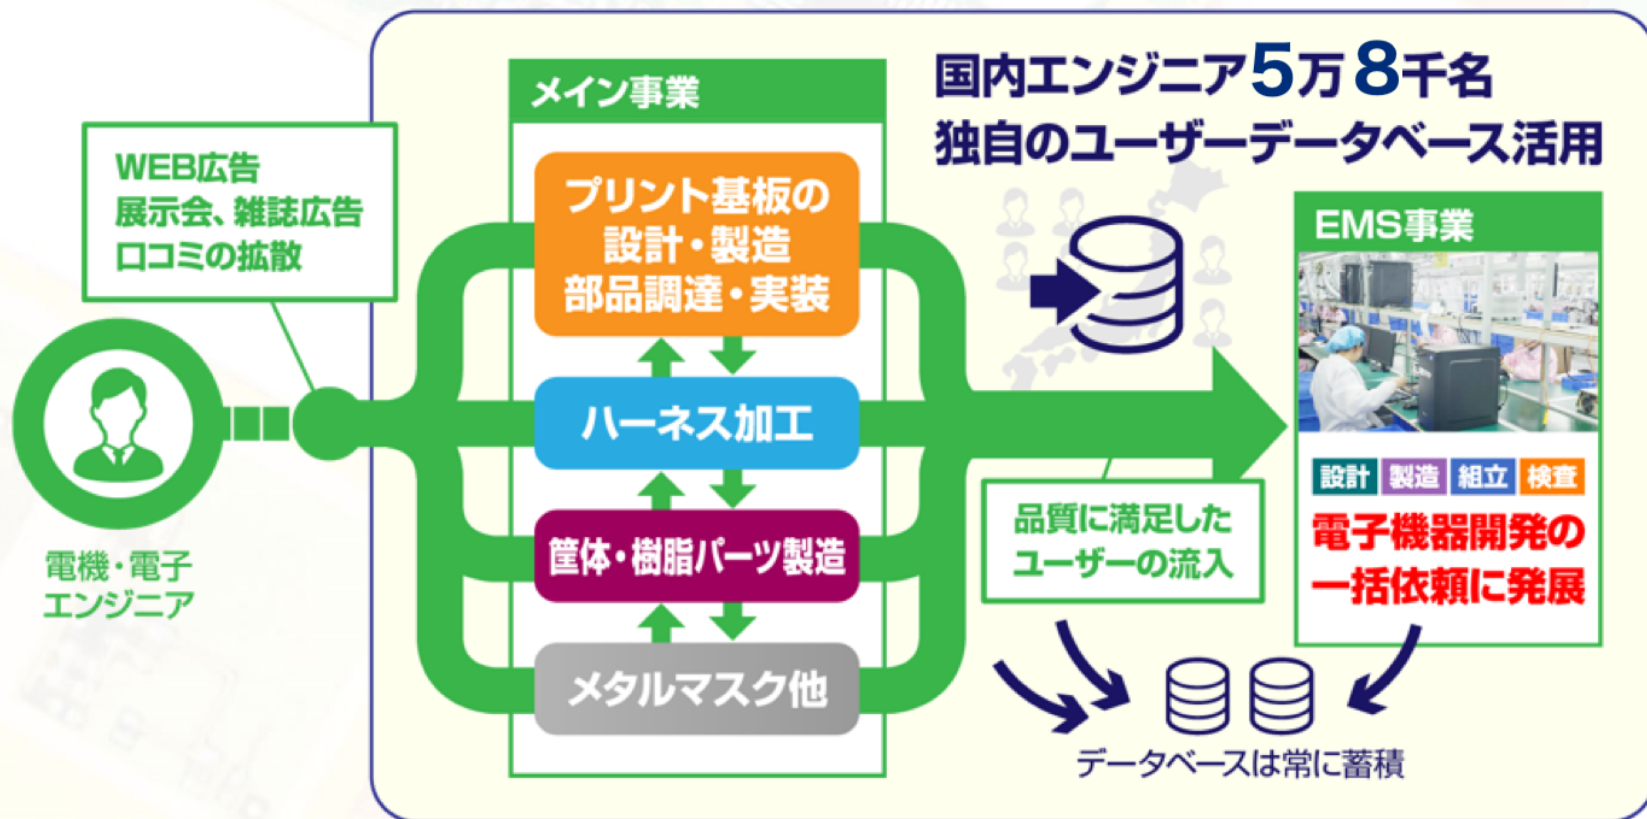 国内エンジニア5万8千名
独自のユーザーデータベース活用
WEB広告
展示会、雑誌広告
口コミの拡散
電機・電子
エンジニア
メイン事業
プリント基板の
設計・製造
部品調達・実装
ハーネス加工
筐体・樹脂パーツ製造
メタルマスク他
品質に満足した
ユーザーの流入
EMS事業
設計 製造 組立 検査
電子機器開発の
一括依頼に発展
データベースは常に蓄積